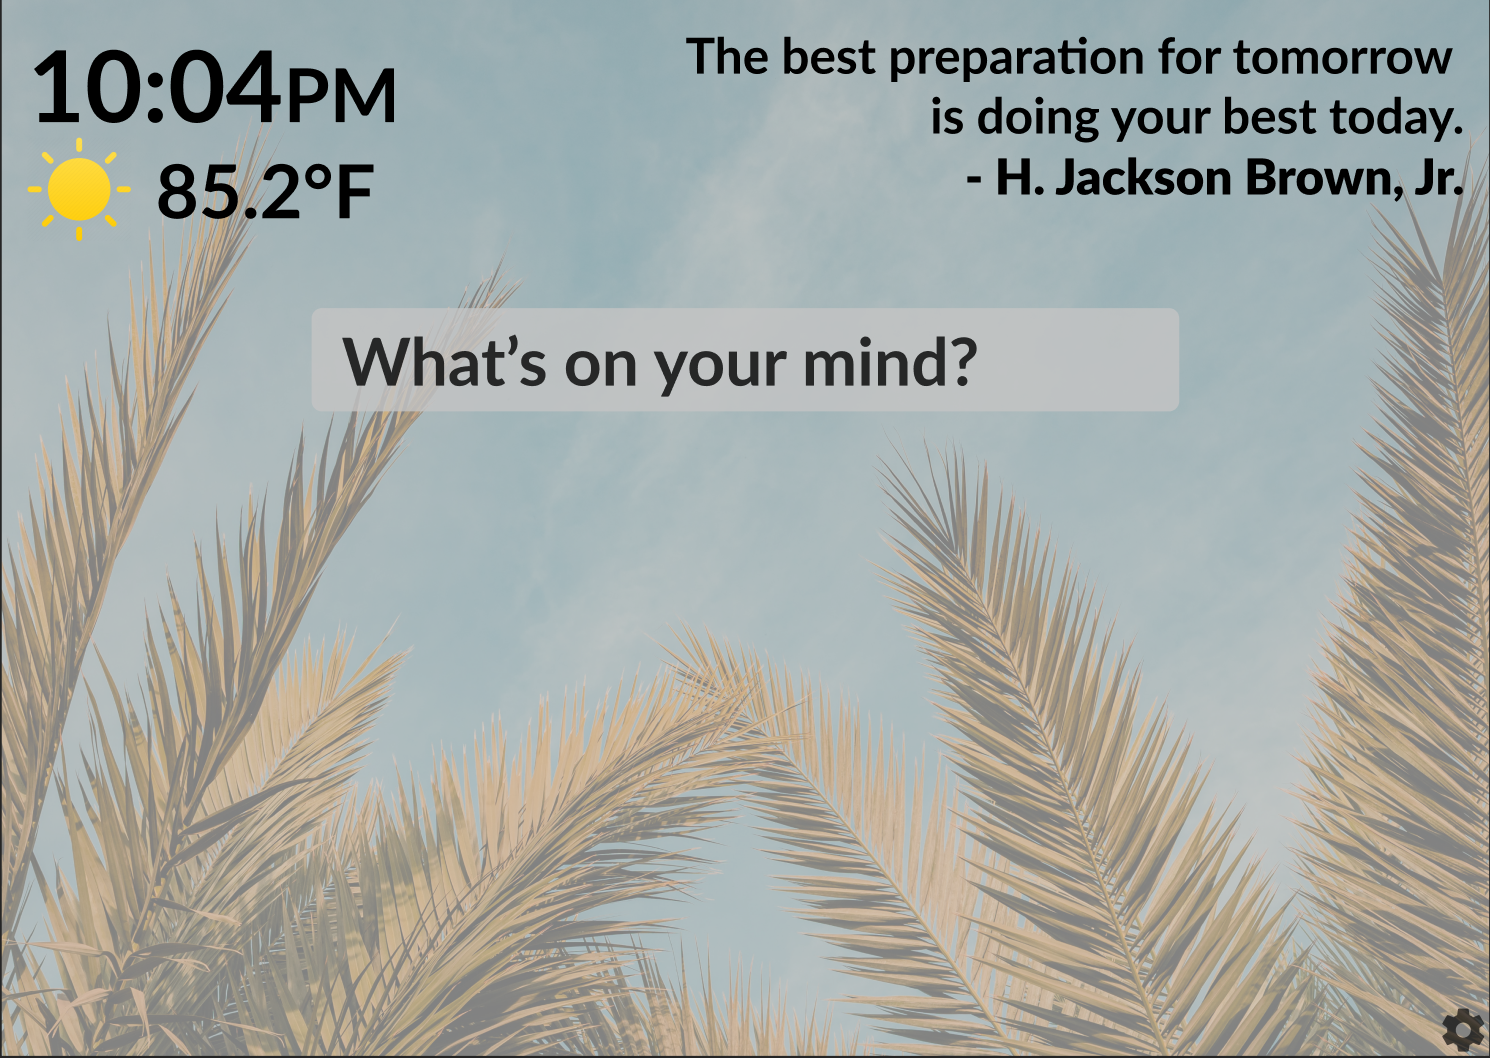 10:04PM
85.2°F
The best preparation for tomorrow
is doing your best today.
- H. Jackson Brown, Jr.
What’s on your mind?